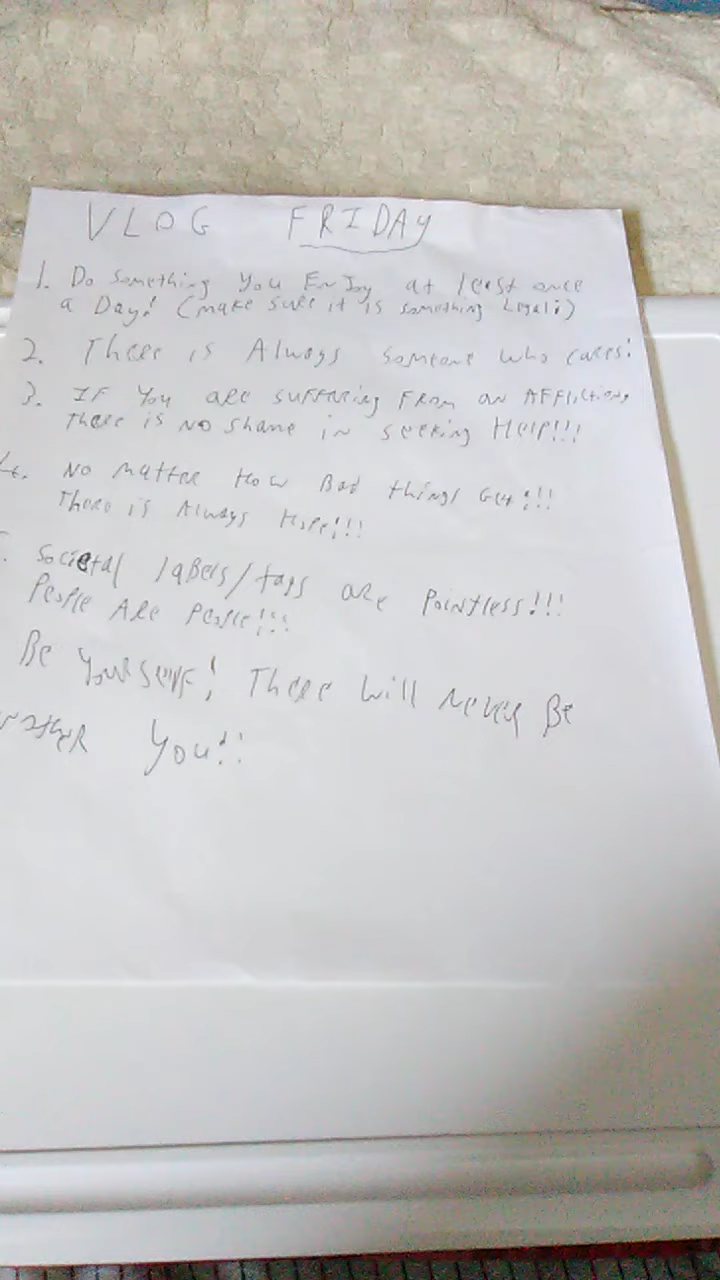 VLOG FRIDAY
1. Do Something You Enjoy at least once
a Day! (make sure it is something Legal!)
2. There is Always Someone who cares!
3. IF You are suffering From an Affliction,
There is No shame in seeking Help!!!
4. No matter How Bad things Get!!!
There is Always Hope!!!
Societal labels/tags are Pointless!!!
People Are People!!!
Be Yourself! There will never Be
You!!